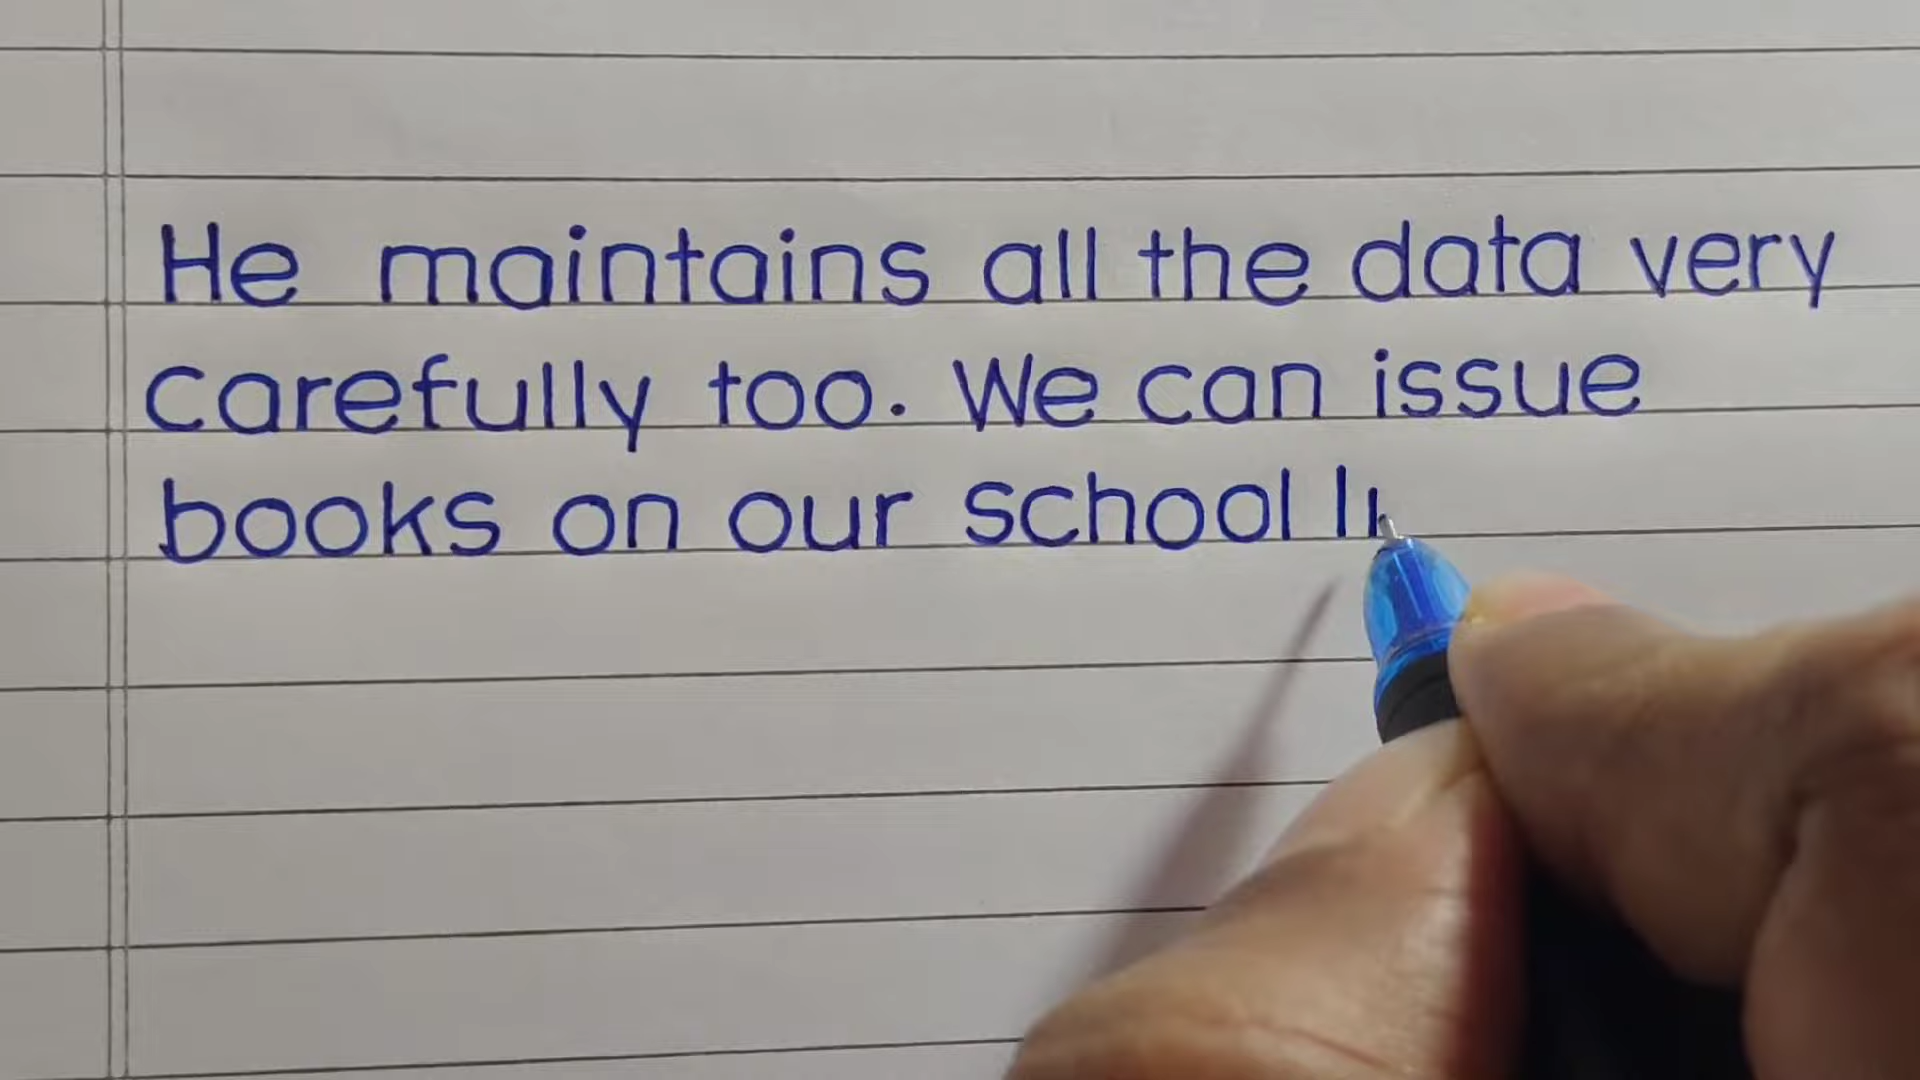 He maintains all the data very
carefully too. We can issue
books on our school